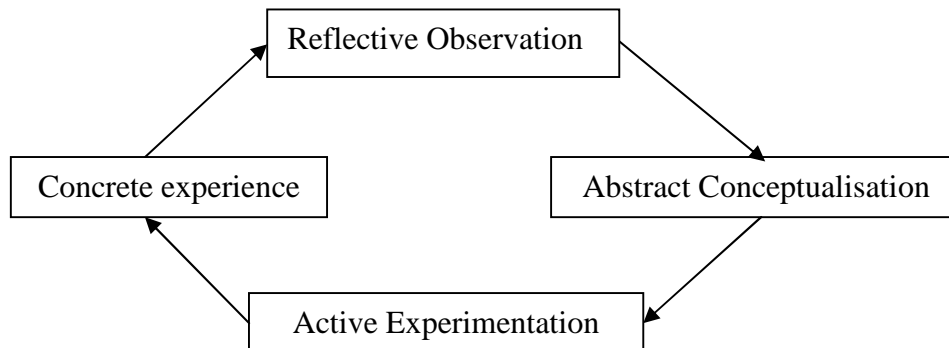 Reflective Observation
Concrete experience
Abstract Conceptualisation
Active Experimentation